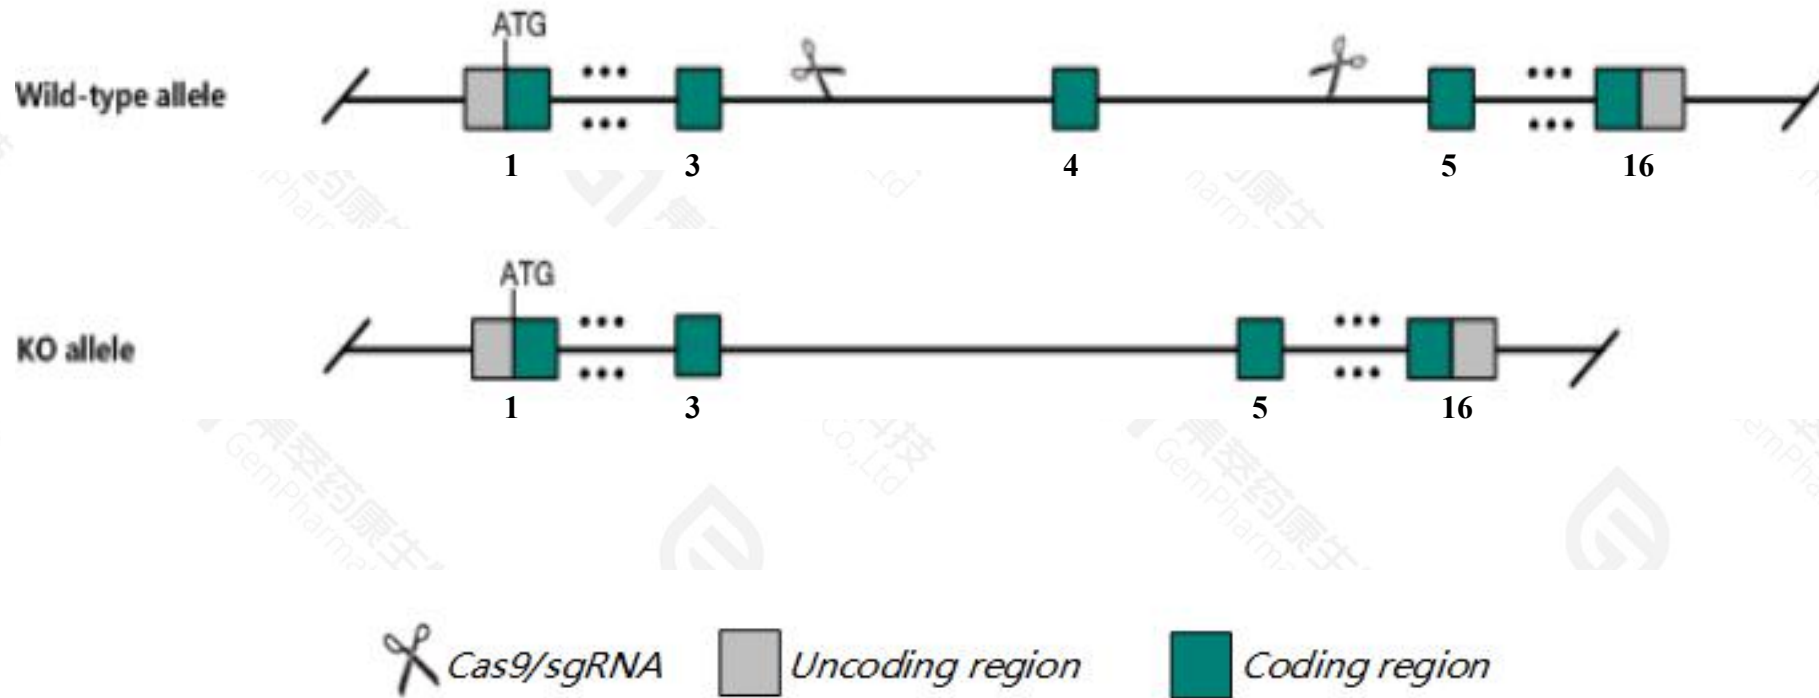 ATG
Wild-type allele
1 3 4 5 16
ATG
KO allele
1 3 5 16
Cas9/sgRNA Uncoding region Coding region